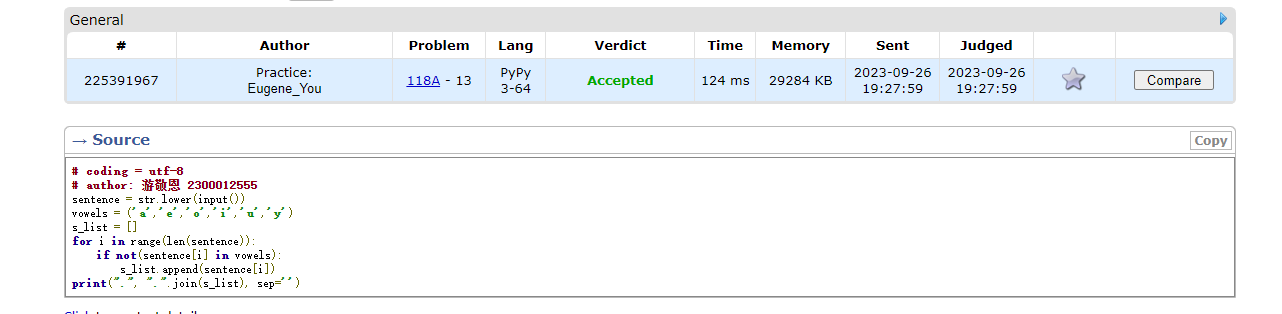 General
# Author Problem Lang Verdict Time Memory Sent Judged
225391967 Practice: Eugene_You 118A - 13 PyPy 3-64 Accepted 124 ms 29284 KB 2023-09-26 19:27:59 2023-09-26 19:27:59 Compare
→ Source Copy
# coding = utf-8
# author: 游敬恩 2300012555
sentence = str.lower(input())
vowels = ('a','e','o','i','u','y')
s_list = []
for i in range(len(sentence)):
    if not(sentence[i] in vowels):
        s_list.append(sentence[i])
print(".", ".".join(s_list), sep='')